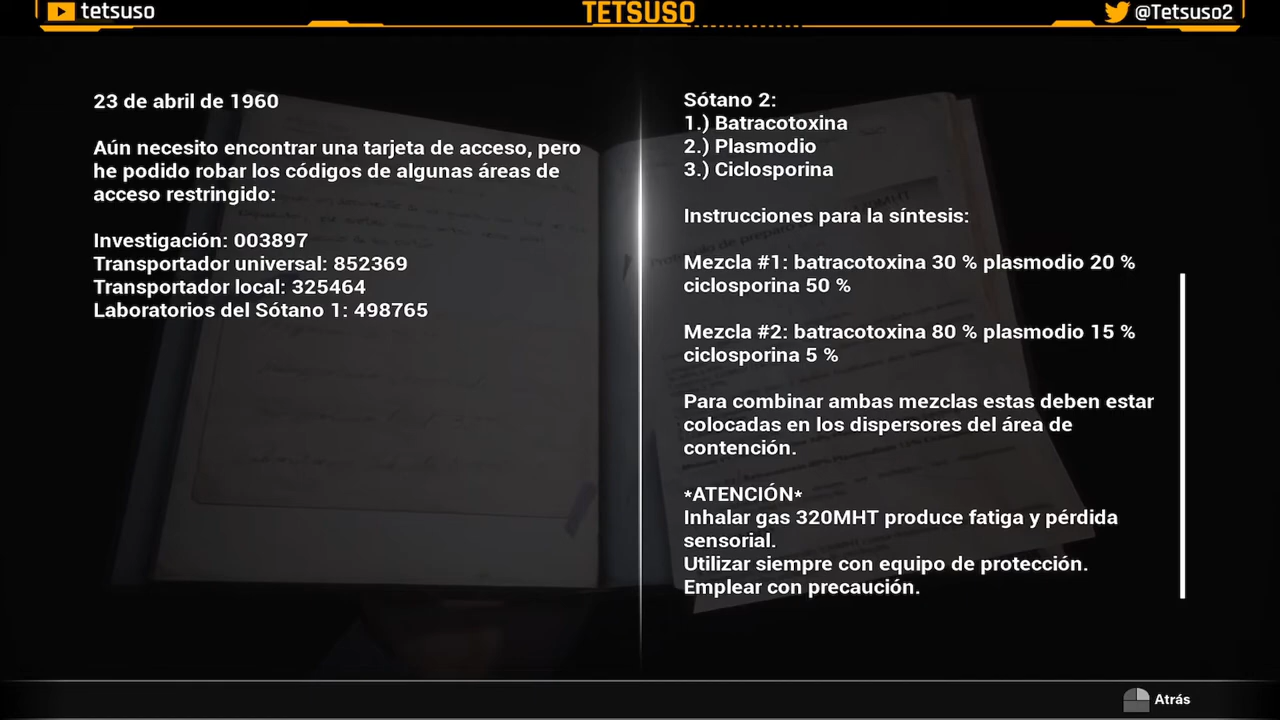 tetsuso
TETSUSO
@Tetsuso2
23 de abril de 1960
Aún necesito encontrar una tarjeta de acceso, pero
he podido robar los códigos de algunas áreas de
acceso restringido:
Investigación: 003897
Transportador universal: 852369
Transportador local: 325464
Laboratorios del Sótano 1: 498765
Sótano 2:
1.) Batracotoxina
2.) Plasmodio
3.) Ciclosporina
Instrucciones para la síntesis:
Mezcla #1: batracotoxina 30 % plasmodio 20 %
ciclosporina 50 %
Mezcla #2: batracotoxina 80 % plasmodio 15 %
ciclosporina 5 %
Para combinar ambas mezclas estas deben estar
colocadas en los dispersores del área de
contención.
*ATENCIÓN*
Inhalar gas 320MHT produce fatiga y pérdida
sensorial.
Utilizar siempre con equipo de protección.
Emplear con precaución.
Atrás